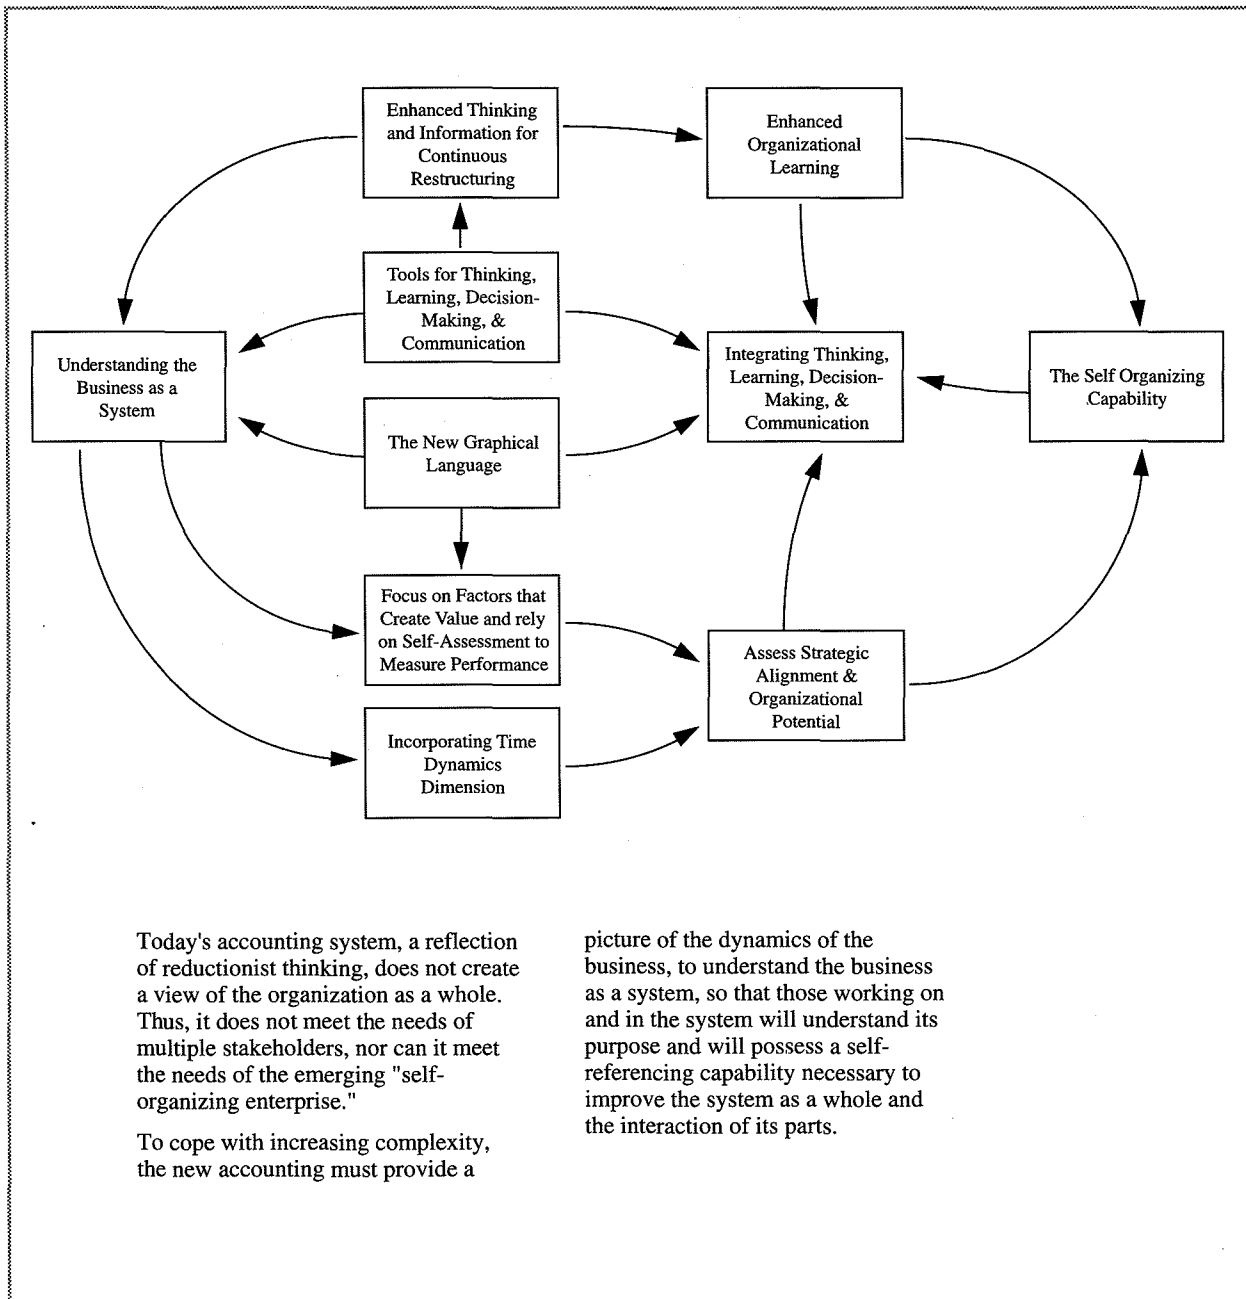 Enhanced Thinking
and Information for
Continuous
Restructuring
Enhanced
Organizational
Learning
Tools for Thinking,
Learning, Decision-
Making, &
Communication
Understanding the
Business as a
System
Integrating Thinking,
Learning, Decision-
Making, &
Communication
The Self Organizing
Capability
The New Graphical
Language
Focus on Factors that
Create Value and rely
on Self-Assessment to
Measure Performance
Assess Strategic
Alignment &
Organizational
Potential
Incorporating Time
Dynamics
Dimension
Today's accounting system, a reflection
of reductionist thinking, does not create
a view of the organization as a whole.
Thus, it does not meet the needs of
multiple stakeholders, nor can it meet
the needs of the emerging "self-
organizing enterprise."
To cope with increasing complexity,
the new accounting must provide a
picture of the dynamics of the
business, to understand the business
as a system, so that those working on
and in the system will understand its
purpose and will possess a self-
referencing capability necessary to
improve the system as a whole and
the interaction of its parts.